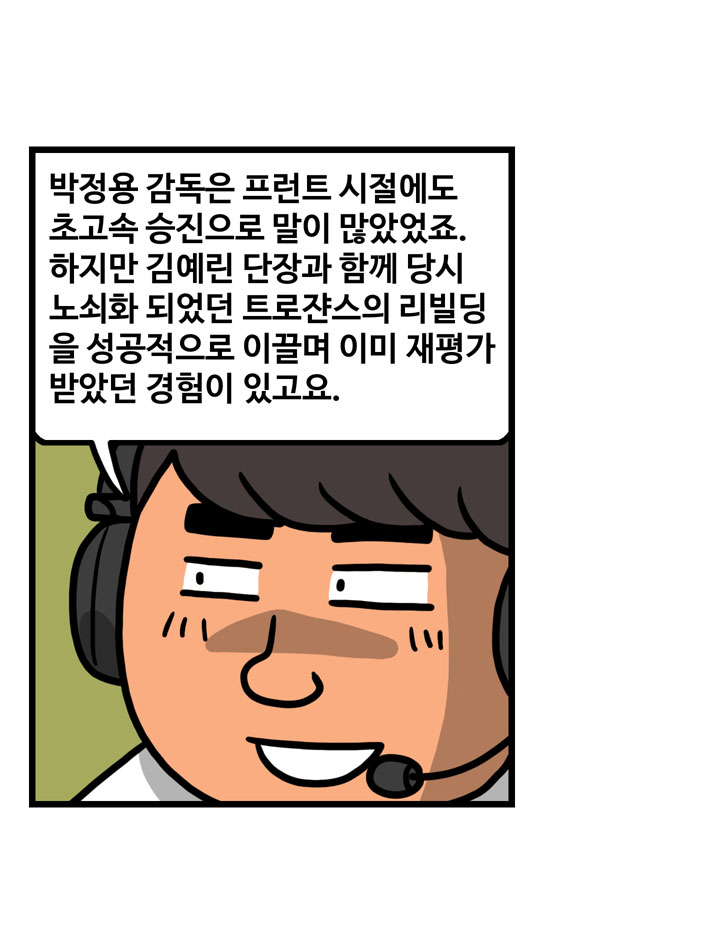 박정용 감독은 프런트 시절에도
초고속 승진으로 말이 많았었죠.
하지만 김예린 단장과 함께 당시
노쇠화 되었던 트로쟌스의 리빌딩
을 성공적으로 이끌며 이미 재평가
받았던 경험이 있고요.